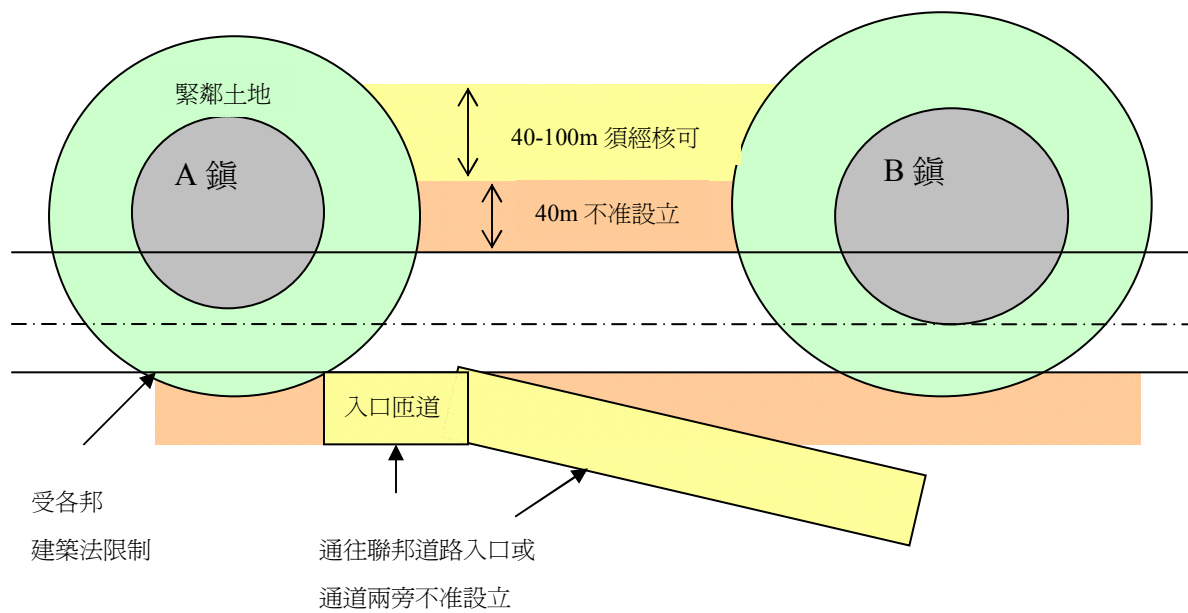 緊鄰土地
A 鎮
40-100m 須經核可
B 鎮
40m 不准設立
入口匝道
受各邦
建築法限制
通往聯邦道路入口或
通道兩旁不准設立